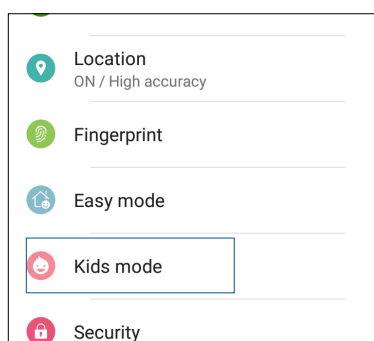 Location
ON / High accuracy
Fingerprint
Easy mode
Kids mode
Security